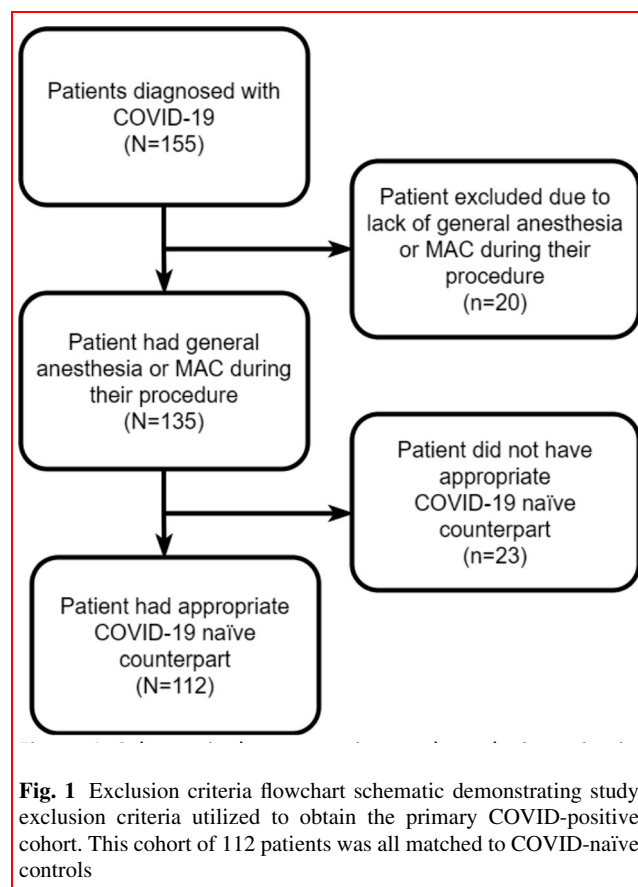 Patients diagnosed with
COVID-19
(N=155)
Patient excluded due to
lack of general anesthesia
or MAC during their
procedure
(n=20)
Patient had general
anesthesia or MAC during
their procedure
(N=135)
Patient did not have
appropriate
COVID-19 naïve
counterpart
(n=23)
Patient had appropriate
COVID-19 naïve
counterpart
(N=112)
Fig. 1 Exclusion criteria flowchart schematic demonstrating study
exclusion criteria utilized to obtain the primary COVID-positive
cohort. This cohort of 112 patients was all matched to COVID-naïve
controls